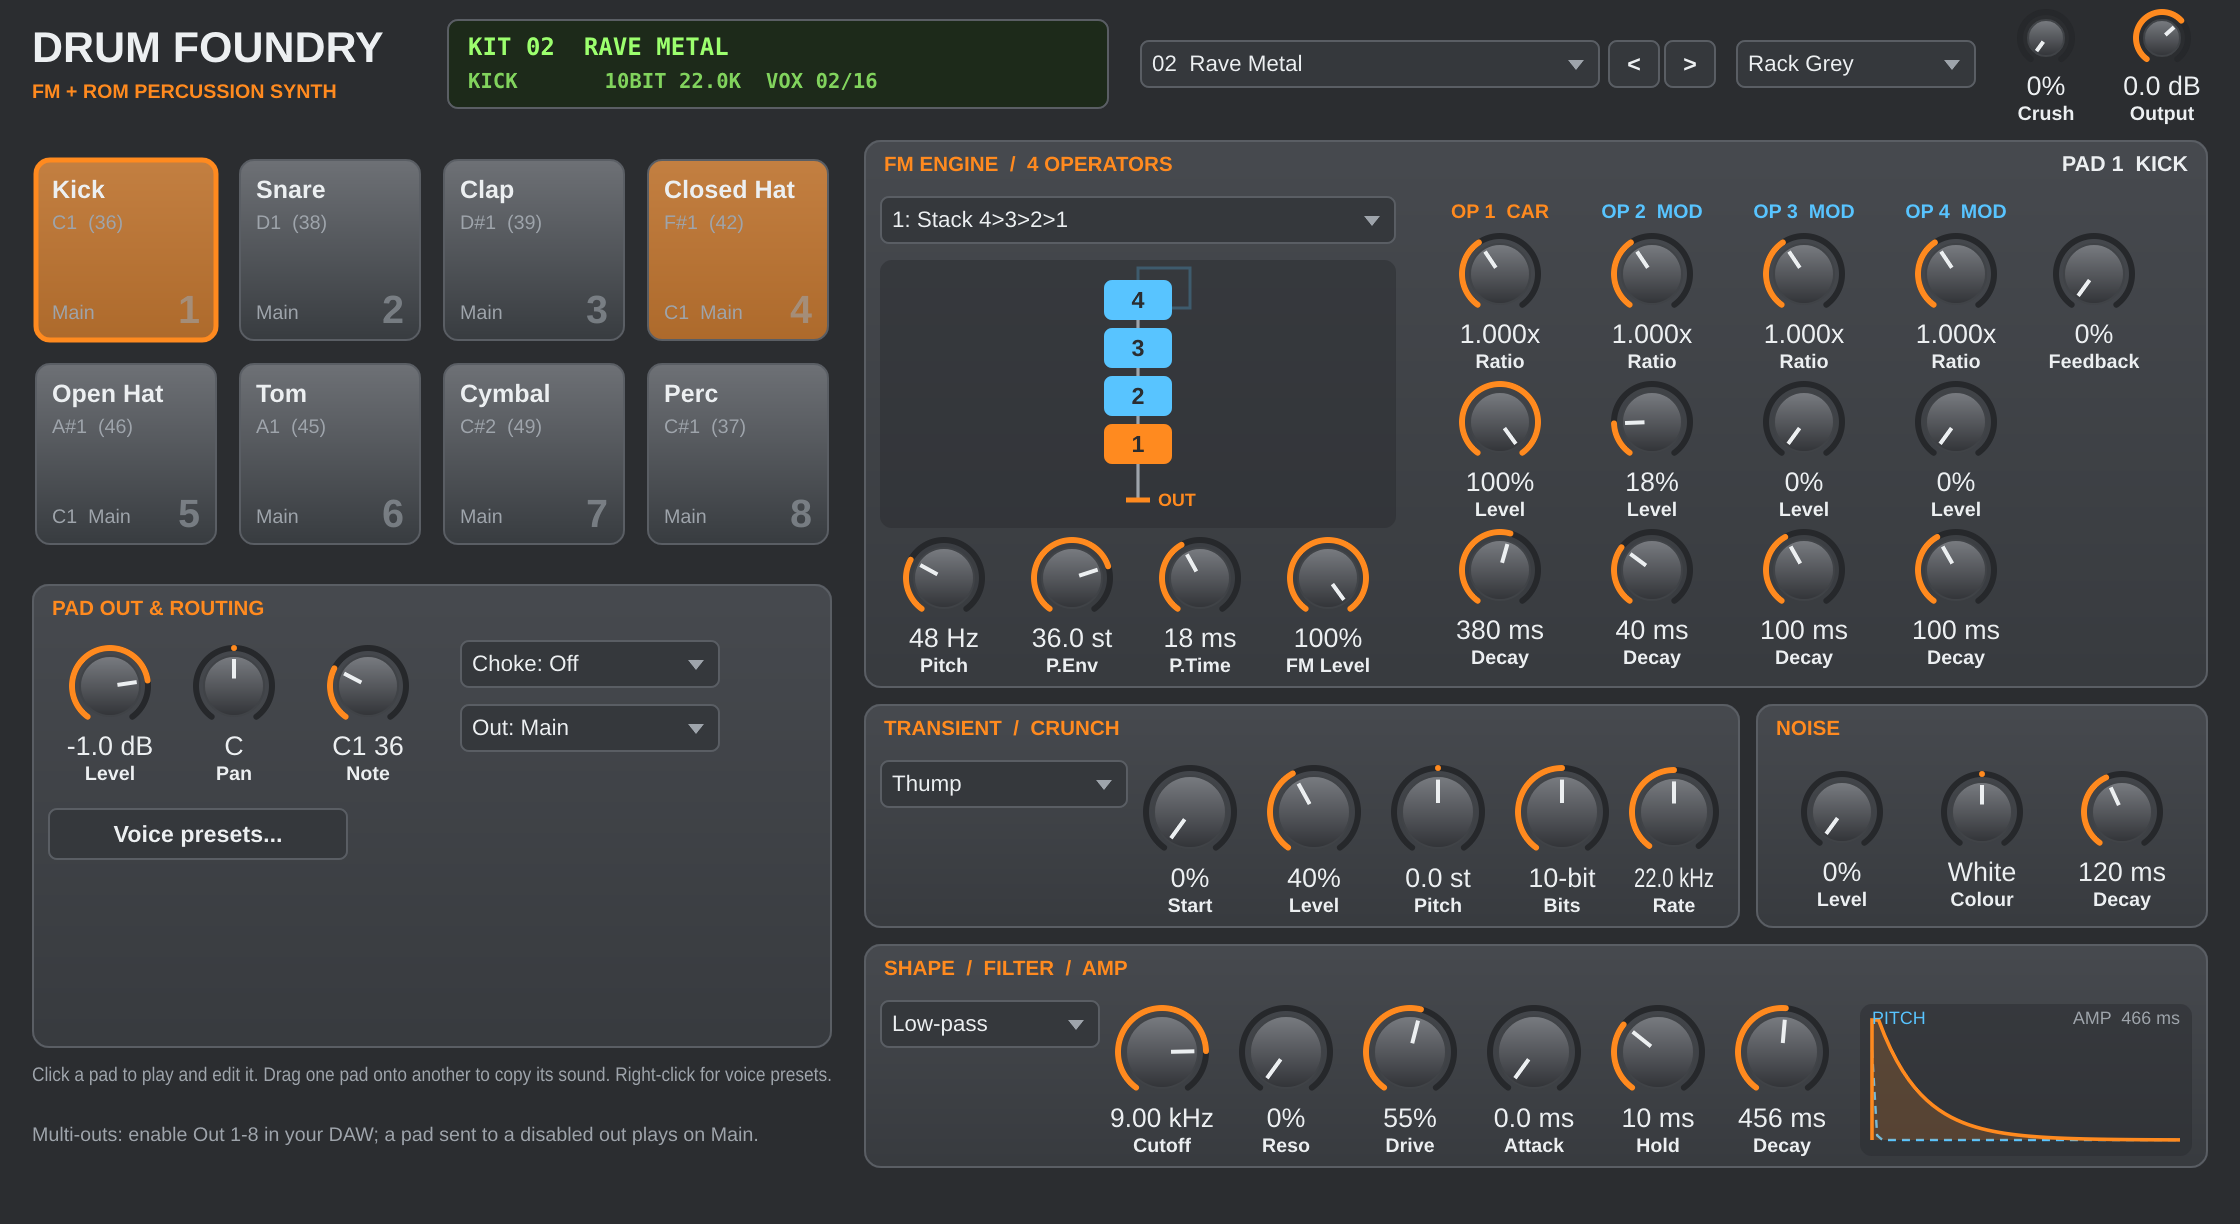 DRUM FOUNDRY
FM + ROM PERCUSSION SYNTH
KIT 02  RAVE METAL
KICK  10BIT 22.0K  VOX 02/16
02  Rave Metal
<
>
Rack Grey
0%
Crush
0.0 dB
Output
Kick
C1 (36)
Main
1
Snare
D1 (38)
Main
2
Clap
D#1 (39)
Main
3
Closed Hat
F#1 (42)
C1 Main
4
Open Hat
A#1 (46)
C1 Main
5
Tom
A1 (45)
Main
6
Cymbal
C#2 (49)
Main
7
Perc
C#1 (37)
Main
8
PAD OUT & ROUTING
-1.0 dB
Level
C
Pan
C1 36
Note
Choke: Off
Out: Main
Voice presets...
Click a pad to play and edit it. Drag one pad onto another to copy its sound. Right-click for voice presets.
Multi-outs: enable Out 1-8 in your DAW; a pad sent to a disabled out plays on Main.
FM ENGINE / 4 OPERATORS
PAD 1 KICK
1: Stack 4>3>2>1
4
3
2
1
OUT
48 Hz
Pitch
36.0 st
P.Env
18 ms
P.Time
100%
FM Level
OP 1 CAR
OP 2 MOD
OP 3 MOD
OP 4 MOD
1.000x
Ratio
1.000x
Ratio
1.000x
Ratio
1.000x
Ratio
0%
Feedback
100%
Level
18%
Level
0%
Level
0%
Level
380 ms
Decay
40 ms
Decay
100 ms
Decay
100 ms
Decay
TRANSIENT / CRUNCH
Thump
0%
Start
40%
Level
0.0 st
Pitch
10-bit
Bits
22.0 kHz
Rate
NOISE
0%
Level
White
Colour
120 ms
Decay
SHAPE / FILTER / AMP
Low-pass
9.00 kHz
Cutoff
0%
Reso
55%
Drive
0.0 ms
Attack
10 ms
Hold
456 ms
Decay
PITCH
AMP 466 ms